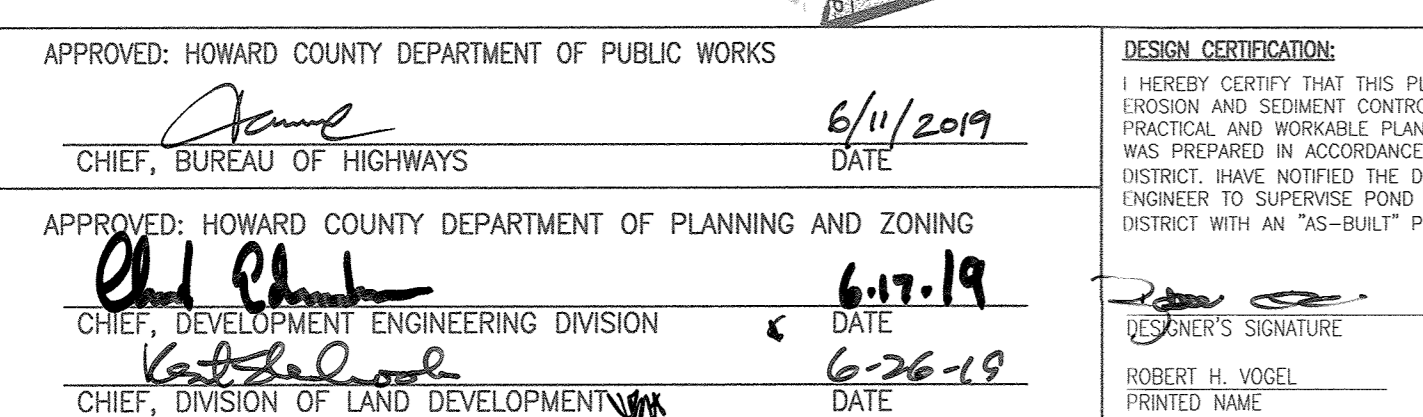 APPROVED: HOWARD COUNTY DEPARTMENT OF PUBLIC WORKS
6/11/2019
CHIEF, BUREAU OF HIGHWAYS DATE
APPROVED: HOWARD COUNTY DEPARTMENT OF PLANNING AND ZONING
6.17.19
CHIEF, DEVELOPMENT ENGINEERING DIVISION DATE
6-26-19
CHIEF, DIVISION OF LAND DEVELOPMENT DATE
DESIGN CERTIFICATION:
I HEREBY CERTIFY THAT THIS PL
EROSION AND SEDIMENT CONTRO
PRACTICAL AND WORKABLE PLAN
WAS PREPARED IN ACCORDANCE
DISTRICT. IHAVE NOTIFIED THE D
ENGINEER TO SUPERVISE POND
DISTRICT WITH AN "AS-BUILT" P
DESIGNER'S SIGNATURE
ROBERT H. VOGEL
PRINTED NAME